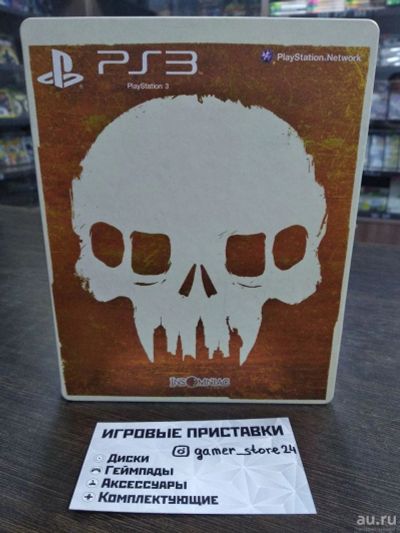 PS3
PlayStation 3
PlayStation®Network
INSOMNIAC
ИГРОВЫЕ ПРИСТАВКИ
gamer_store24
Диски
Геймпады
Аксессуары
Комплектующие
au.ru